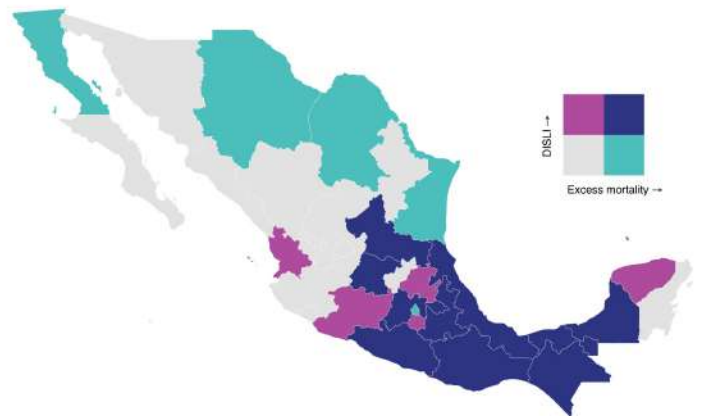 DISLI →
Excess mortality →